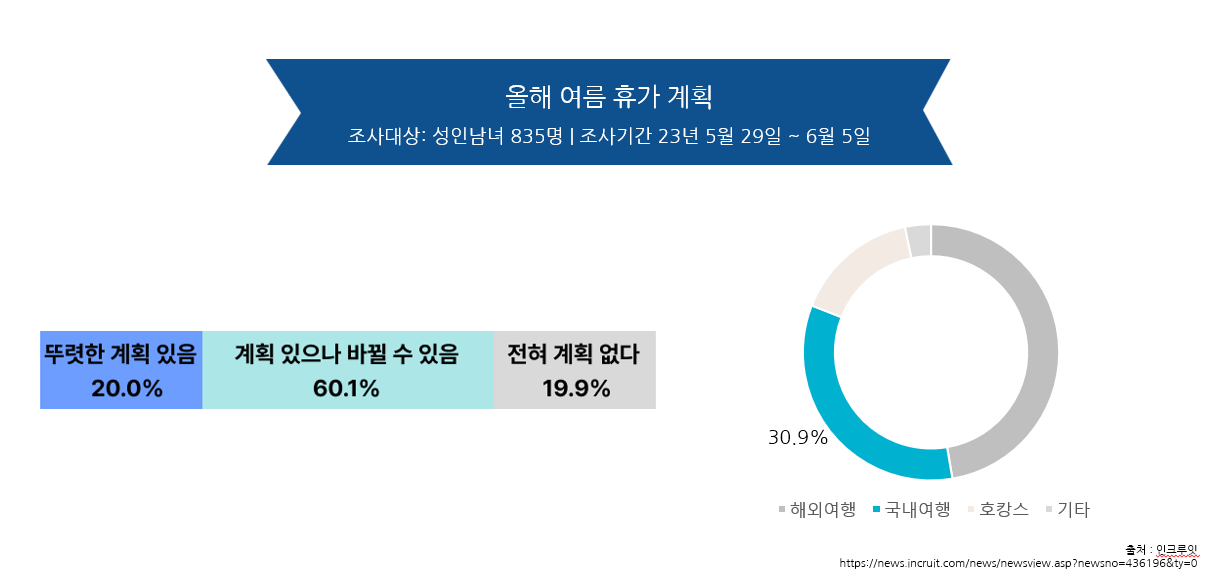 올해 여름 휴가 계획
조사대상: 성인남녀 835명 | 조사기간 23년 5월 29일 ~ 6월 5일
뚜렷한 계획 있음
20.0%
계획 있으나 바뀔 수 있음
60.1%
전혀 계획 없다
19.9%
30.9%
해외여행 국내여행 호캉스 기타
출처 : 인크루잇
https://news.incruit.com/news/newsview.asp?newsno=436196&ty=0